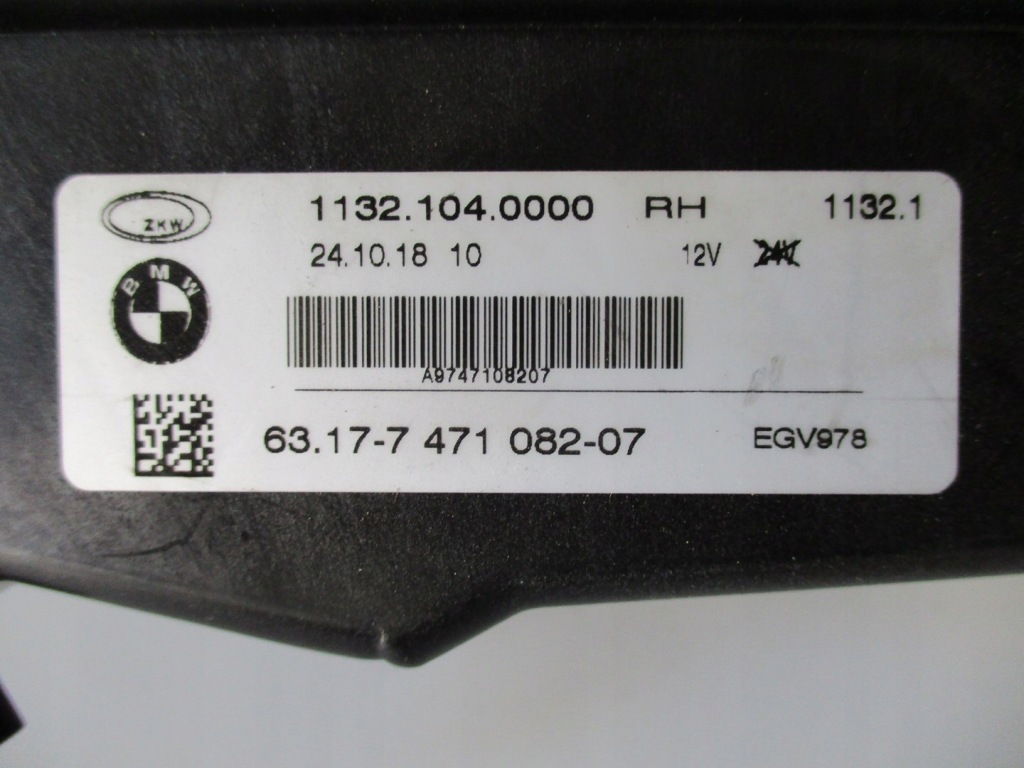 ZKW 1132.104.0000 RH 1132.1
24.10.18 10 12V 24V
BMW
A9747108207
63.17-7 471 082-07 EGV978